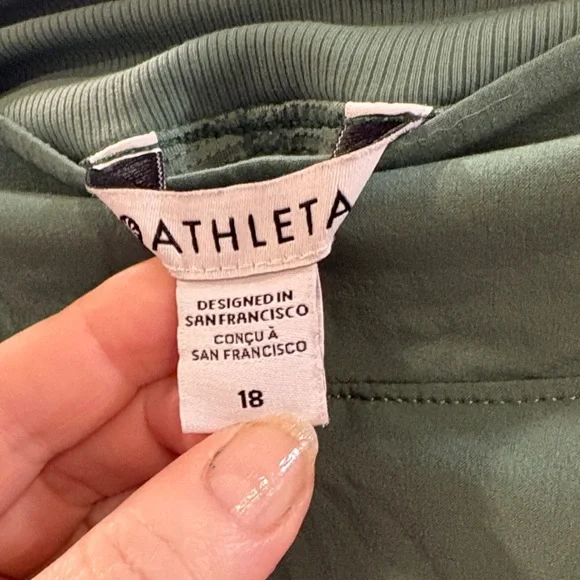 ATHLETA
DESIGNED IN
SAN FRANCISCO
CONÇU À
SAN FRANCISCO
18